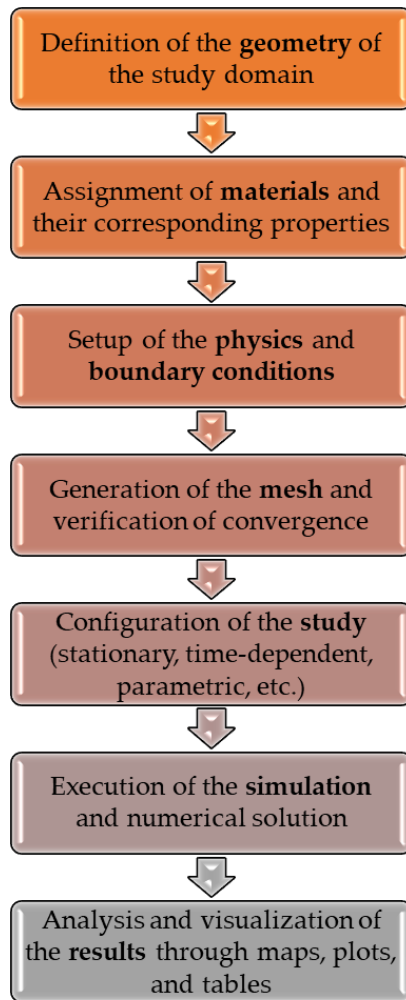 Definition of the geometry of
the study domain
Assignment of materials and
their corresponding properties
Setup of the physics and
boundary conditions
Generation of the mesh and
verification of convergence
Configuration of the study
(stationary, time-dependent,
parametric, etc.)
Execution of the simulation
and numerical solution
Analysis and visualization of
the results through maps, plots,
and tables